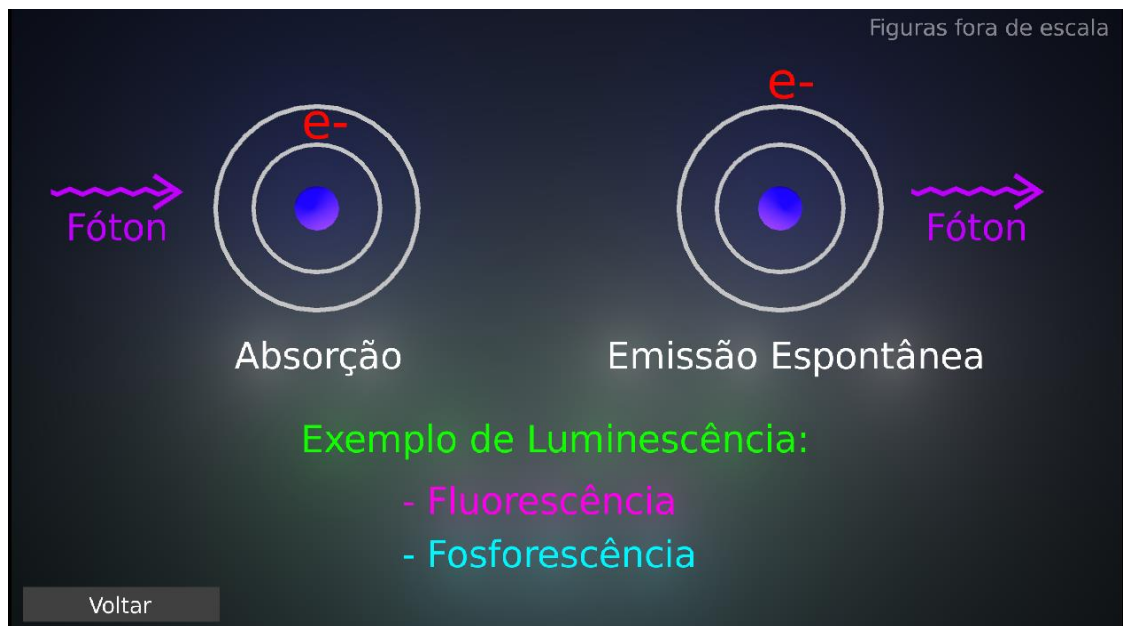 Figuras fora de escala
e-
e-
Fóton
Fóton
Absorção
Emissão Espontânea
Exemplo de Luminescência:
- Fluorescência
- Fosforescência
Voltar